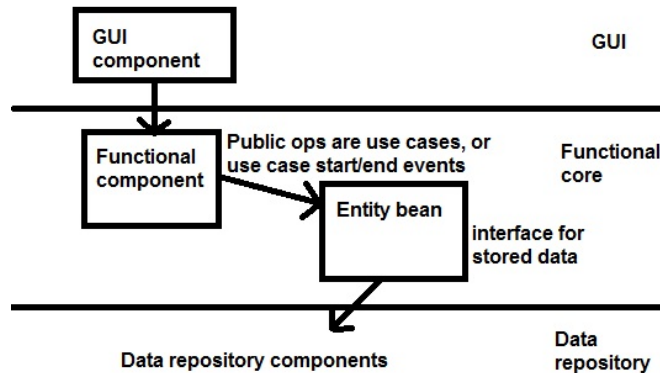 GUI
component
GUI
Functional
component
Public ops are use cases, or
use case start/end events
Functional
core
Entity bean
interface for
stored data
Data repository components
Data
repository